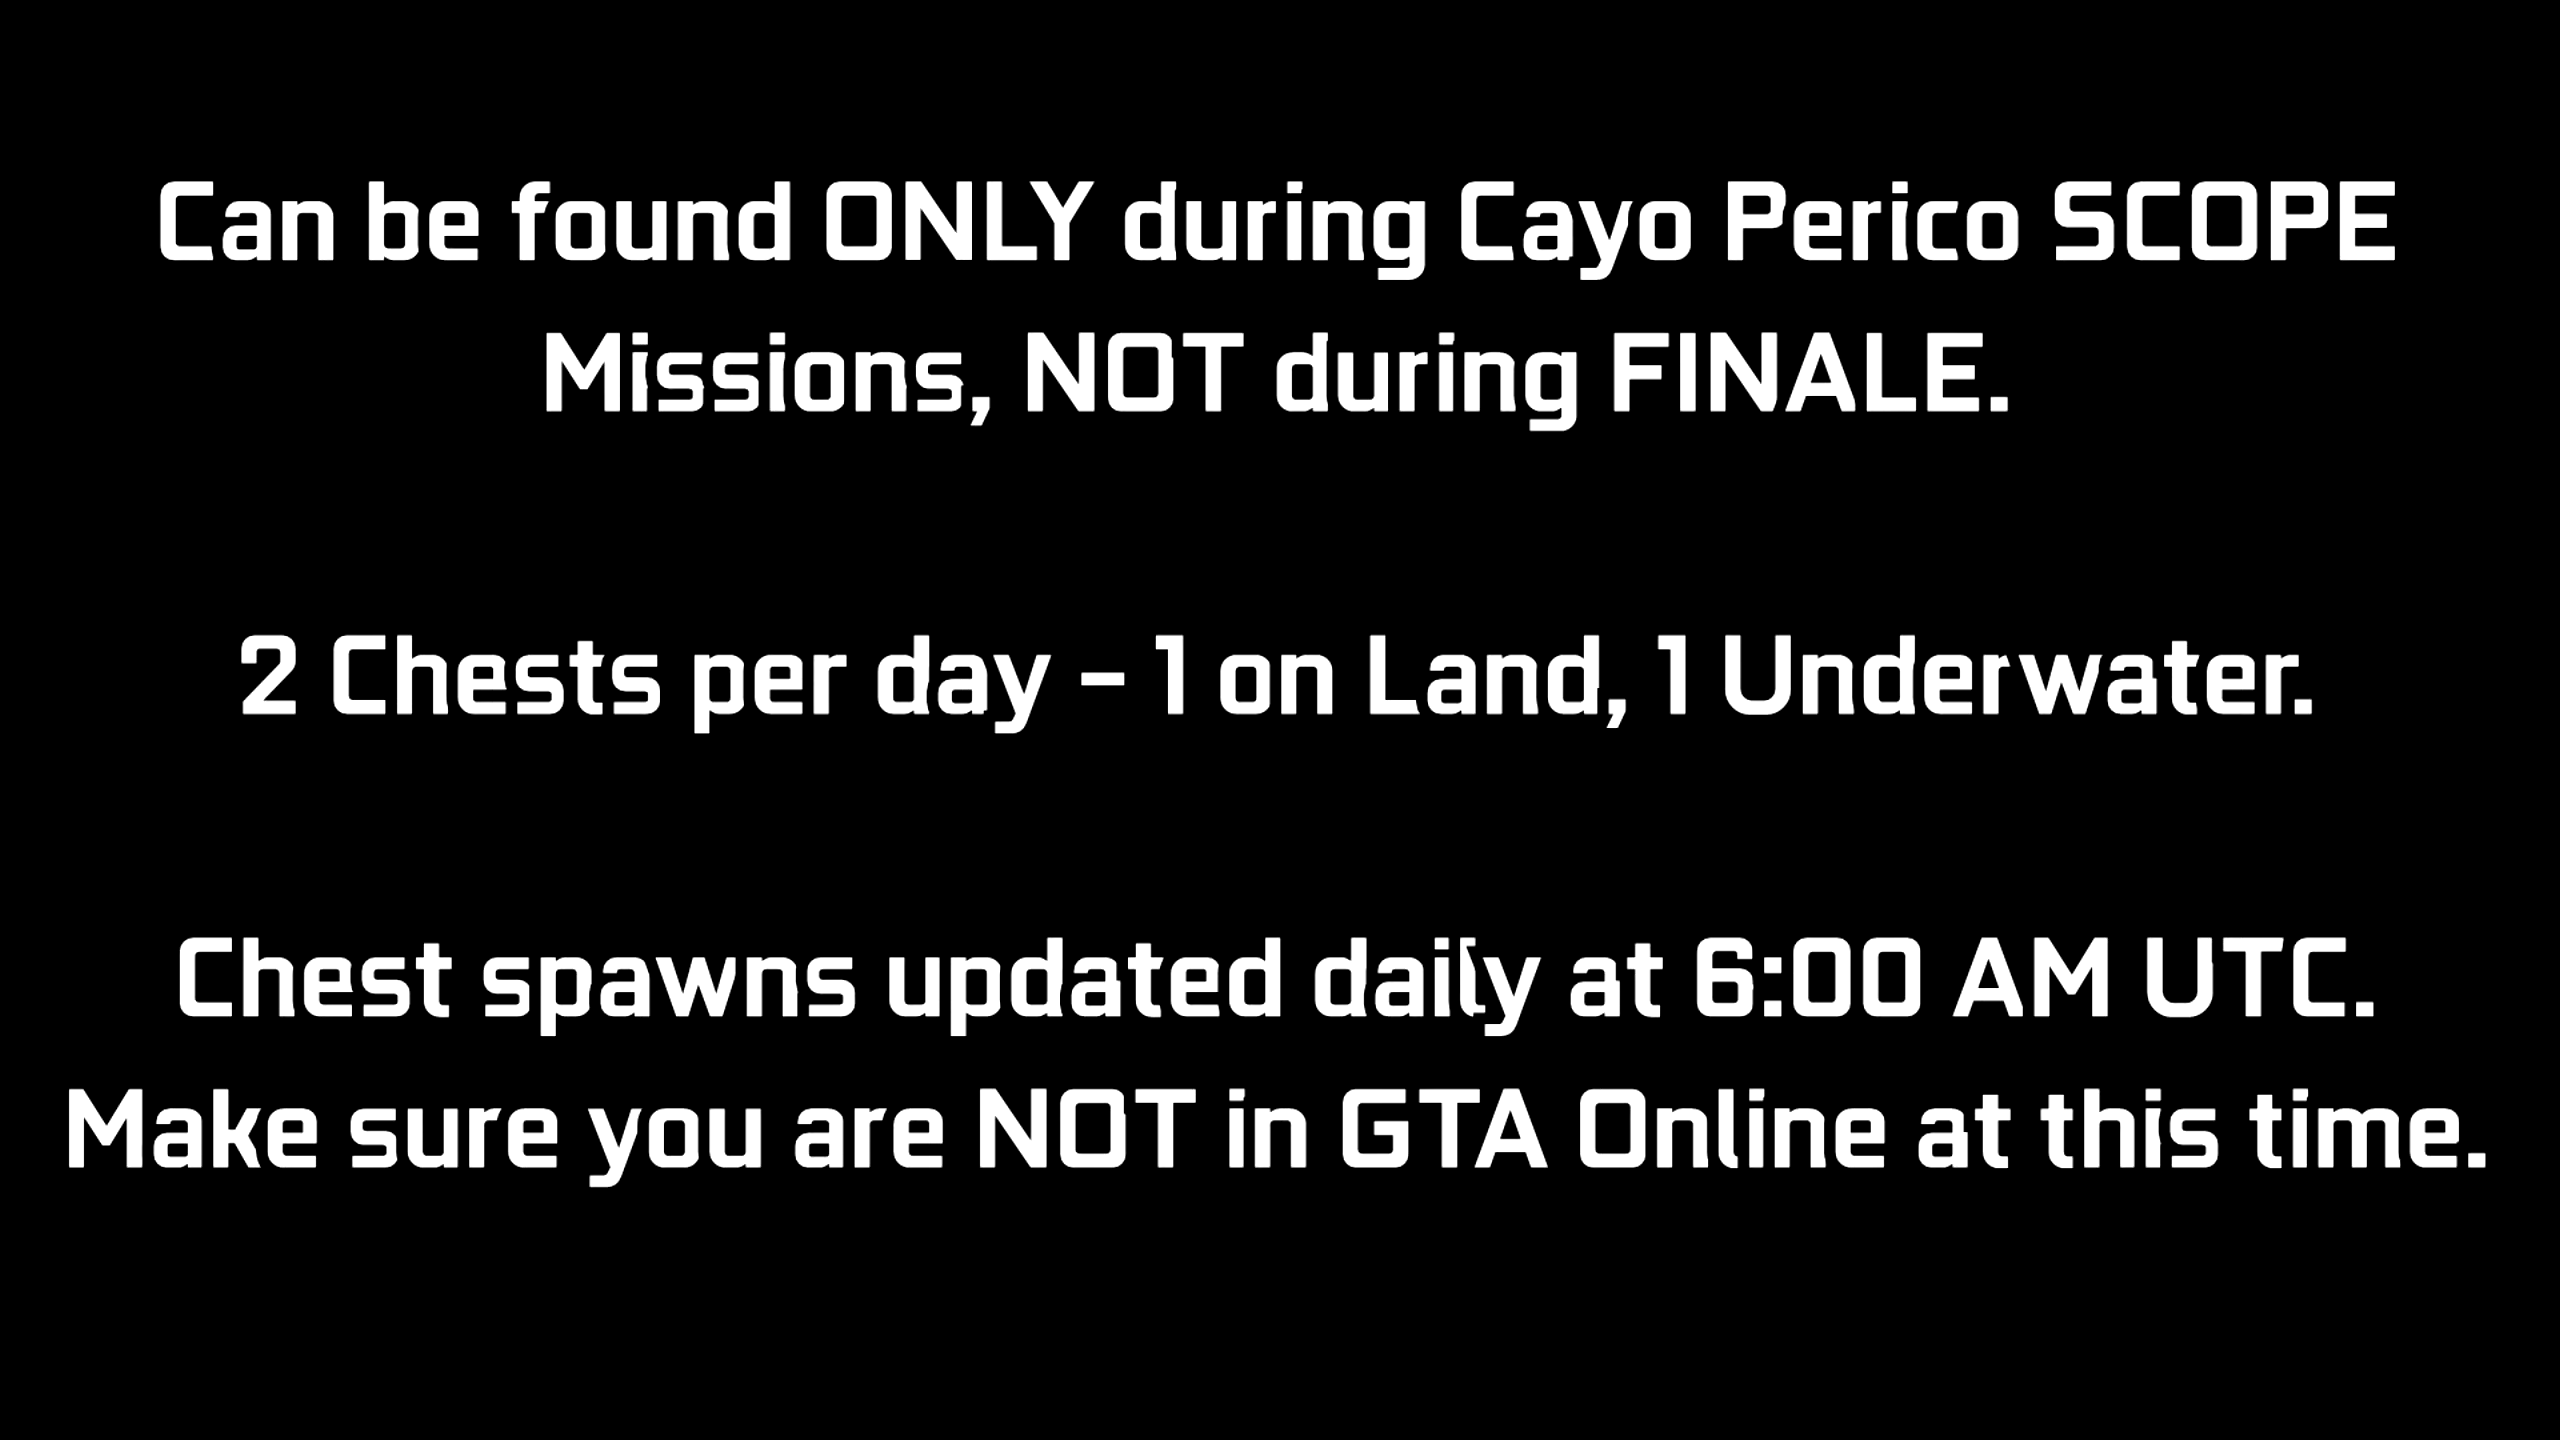 Can be found ONLY during Cayo Perico SCOPE
Missions, NOT during FINALE.
2 Chests per day - 1 on Land, 1 Underwater.
Chest spawns updated daily at 6:00 AM UTC.
Make sure you are NOT in GTA Online at this time.